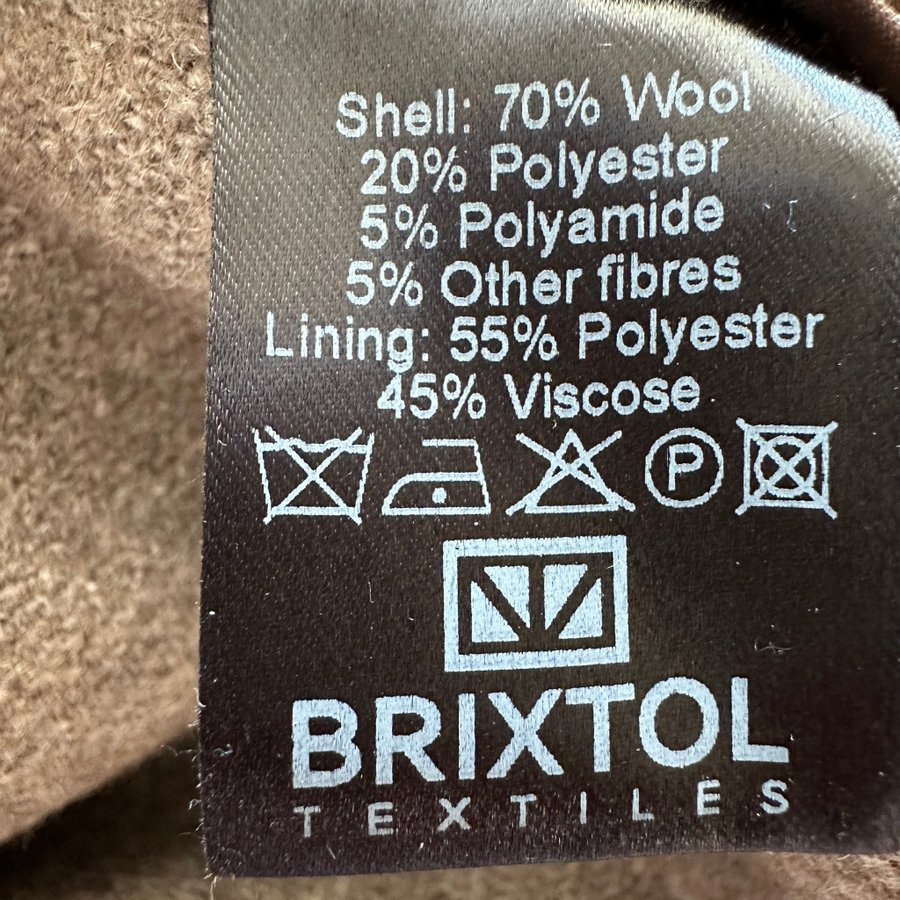 Shell: 70% Wool
20% Polyester
5% Polyamide
5% Other fibres
Lining: 55% Polyester
45% Viscose
P
BRIXTOL
TEXTILES